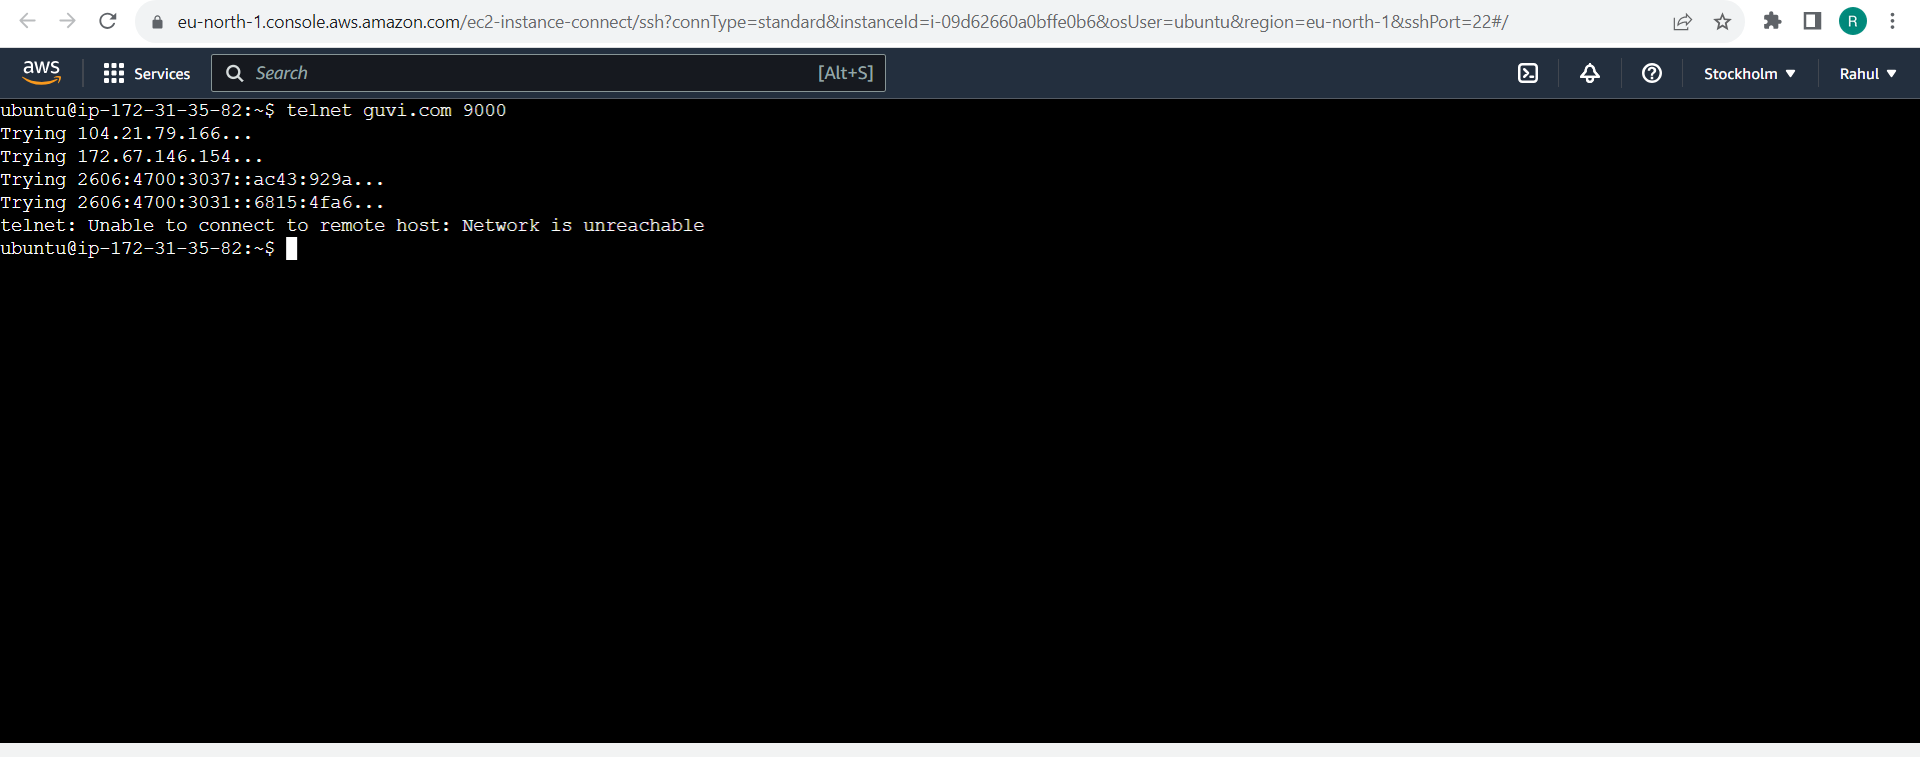 eu-north-1.console.aws.amazon.com/ec2-instance-connect/ssh?connType=standard&instanceId=i-09d62660a0bffe0b6&osUser=ubuntu&region=eu-north-1&sshPort=22#/
R
aws Services Search [Alt+S] Stockholm Rahul
ubuntu@ip-172-31-35-82:~$ telnet guvi.com 9000
Trying 104.21.79.166...
Trying 172.67.146.154...
Trying 2606:4700:3037::ac43:929a...
Trying 2606:4700:3031::6815:4fa6...
telnet: Unable to connect to remote host: Network is unreachable
ubuntu@ip-172-31-35-82:~$